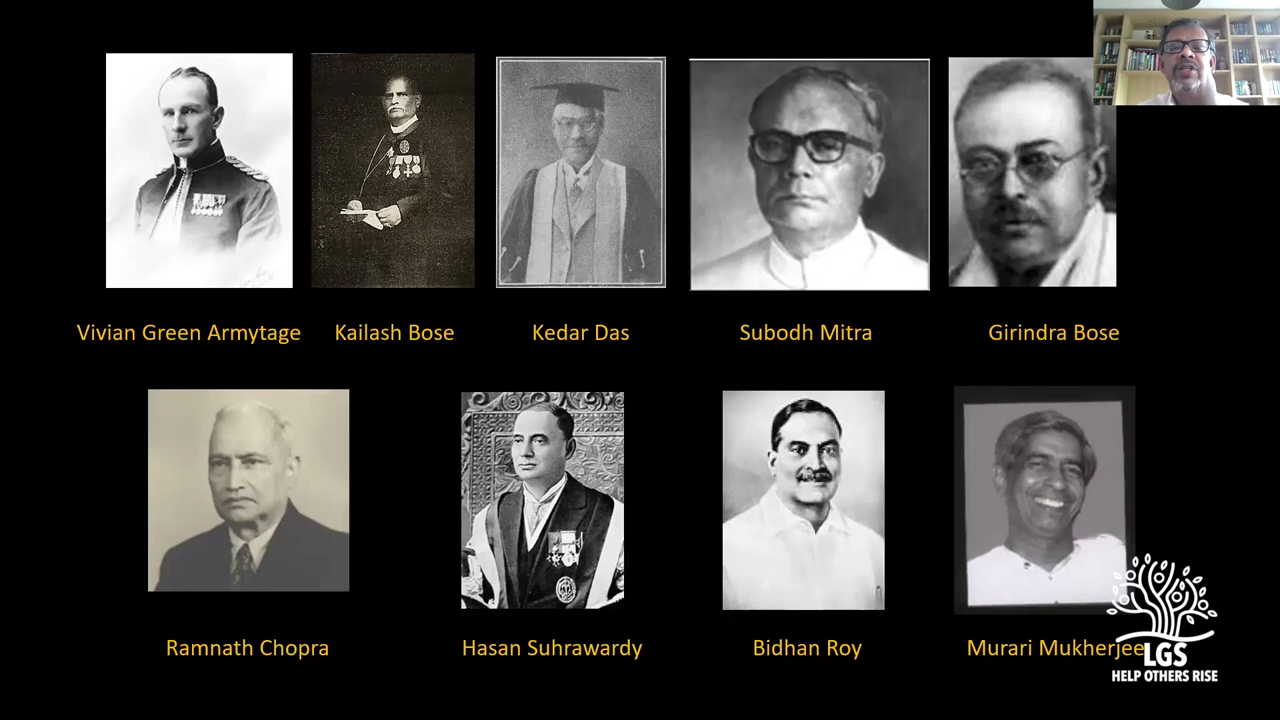 Vivian Green Armytage
Kailash Bose
Kedar Das
Subodh Mitra
Girindra Bose
Ramnath Chopra
Hasan Suhrawardy
Bidhan Roy
Murari Mukherjee
LGS
HELP OTHERS RISE